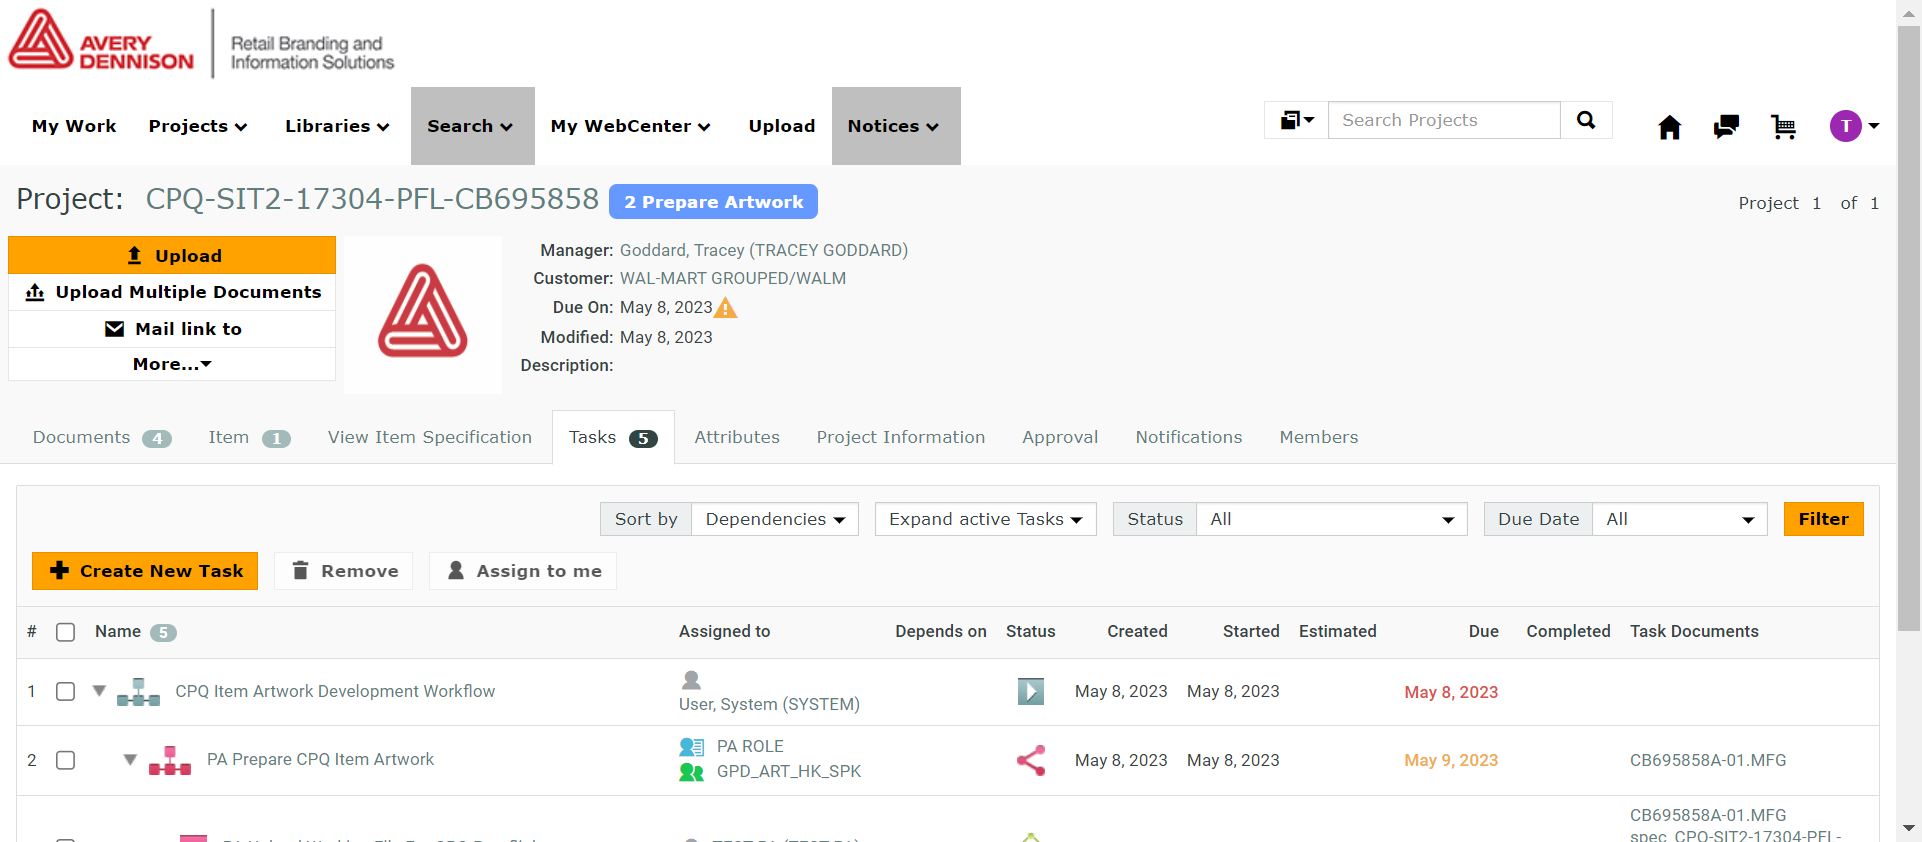 AVERY DENNISON
Retail Branding and Information Solutions
My Work Projects Libraries Search My WebCenter Upload Notices Search Projects T
Project: CPQ-SIT2-17304-PFL-CB695858 2 Prepare Artwork Project 1 of 1
Upload
Upload Multiple Documents
Mail link to
More...
Manager: Goddard, Tracey (TRACEY GODDARD)
Customer: WAL-MART GROUPED/WALM
Due On: May 8, 2023
Modified: May 8, 2023
Description:
Documents 4 Item 1 View Item Specification Tasks 5 Attributes Project Information Approval Notifications Members
Sort by Dependencies Expand active Tasks Status All Due Date All Filter
Create New Task Remove Assign to me
# Name 5 Assigned to Depends on Status Created Started Estimated Due Completed Task Documents
1 CPQ Item Artwork Development Workflow User, System (SYSTEM) May 8, 2023 May 8, 2023 May 8, 2023
2 PA Prepare CPQ Item Artwork PA ROLE GPD_ART_HK_SPK May 8, 2023 May 8, 2023 May 9, 2023 CB695858A-01.MFG
CB695858A-01.MFG
spec_CPQ-SIT2-17304-PFL-